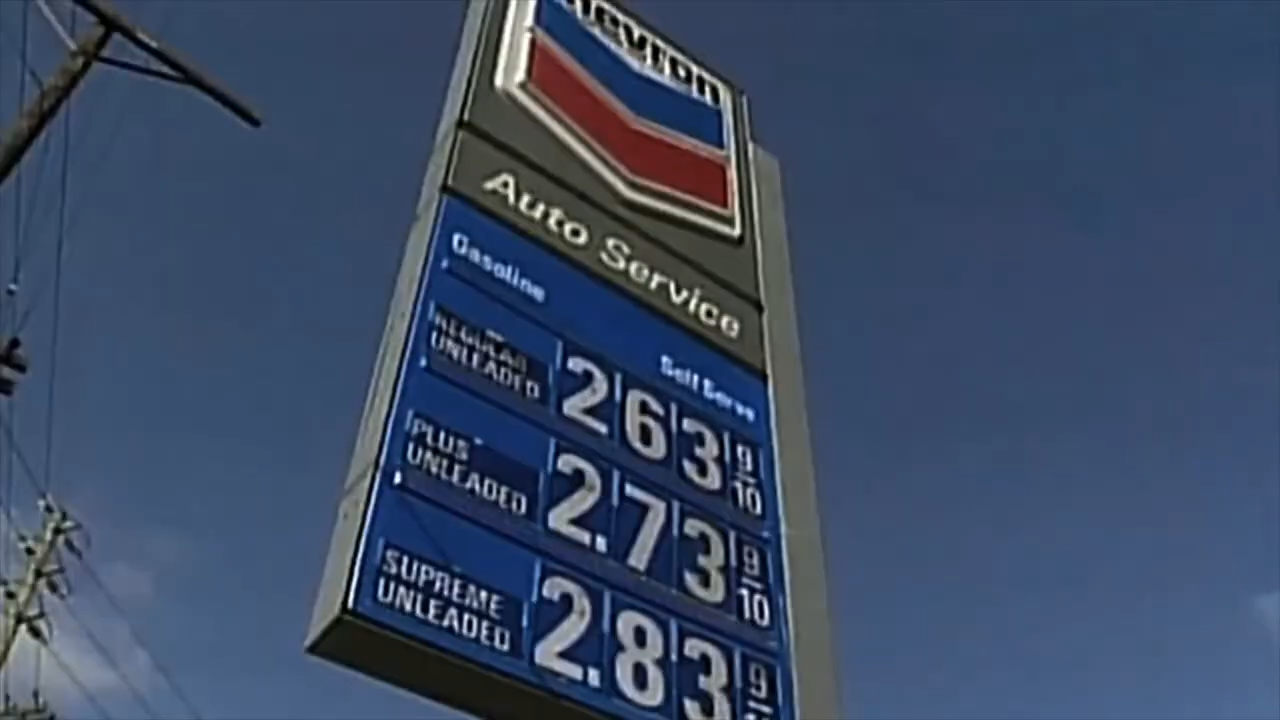 hevron
Auto Service
Gasoline
Self Serve
REGULAR
UNLEADED
2 63 9/10
PLUS
UNLEADED
2.73 9/10
SUPREME
UNLEADED
2.83 9